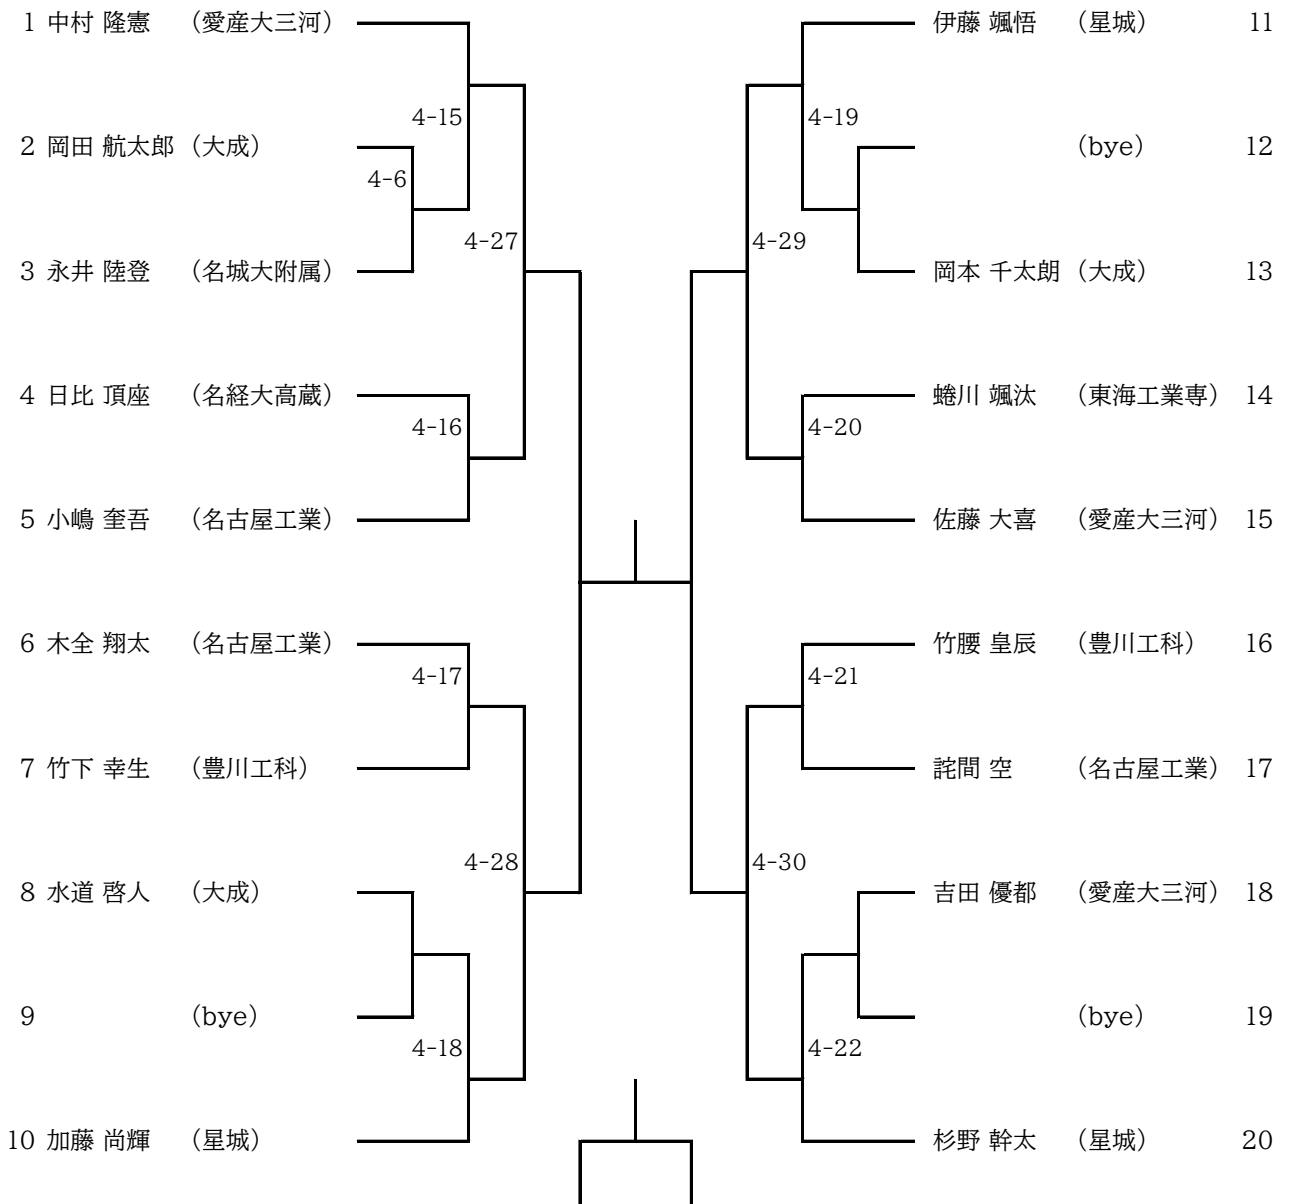 1 中村 隆憲 （愛産大三河）
伊藤 颯悟 （星城） 11
4-15
4-19
2 岡田 航太郎 （大成）
（bye） 12
4-6
4-27
4-29
3 永井 陸登 （名城大附属）
岡本 千太朗 （大成） 13
4 日比 頂座 （名経大高蔵）
蜷川 颯汰 （東海工業専） 14
4-16
4-20
5 小嶋 奎吾 （名古屋工業）
佐藤 大喜 （愛産大三河） 15
6 木全 翔太 （名古屋工業）
竹腰 皇辰 （豊川工科） 16
4-17
4-21
7 竹下 幸生 （豊川工科）
詫間 空 （名古屋工業） 17
4-28
4-30
8 水道 啓人 （大成）
吉田 優都 （愛産大三河） 18
9 （bye）
（bye） 19
4-18
4-22
10 加藤 尚輝 （星城）
杉野 幹太 （星城） 20